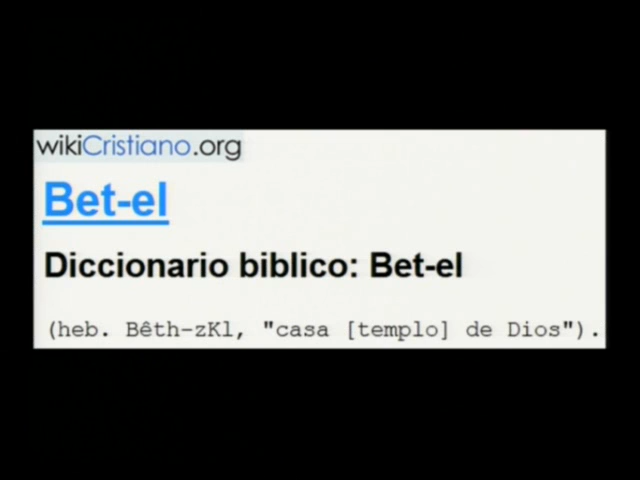 wikiCristiano.org
Bet-el
Diccionario biblico: Bet-el
(heb. Bêth-zKl, "casa [templo] de Dios").